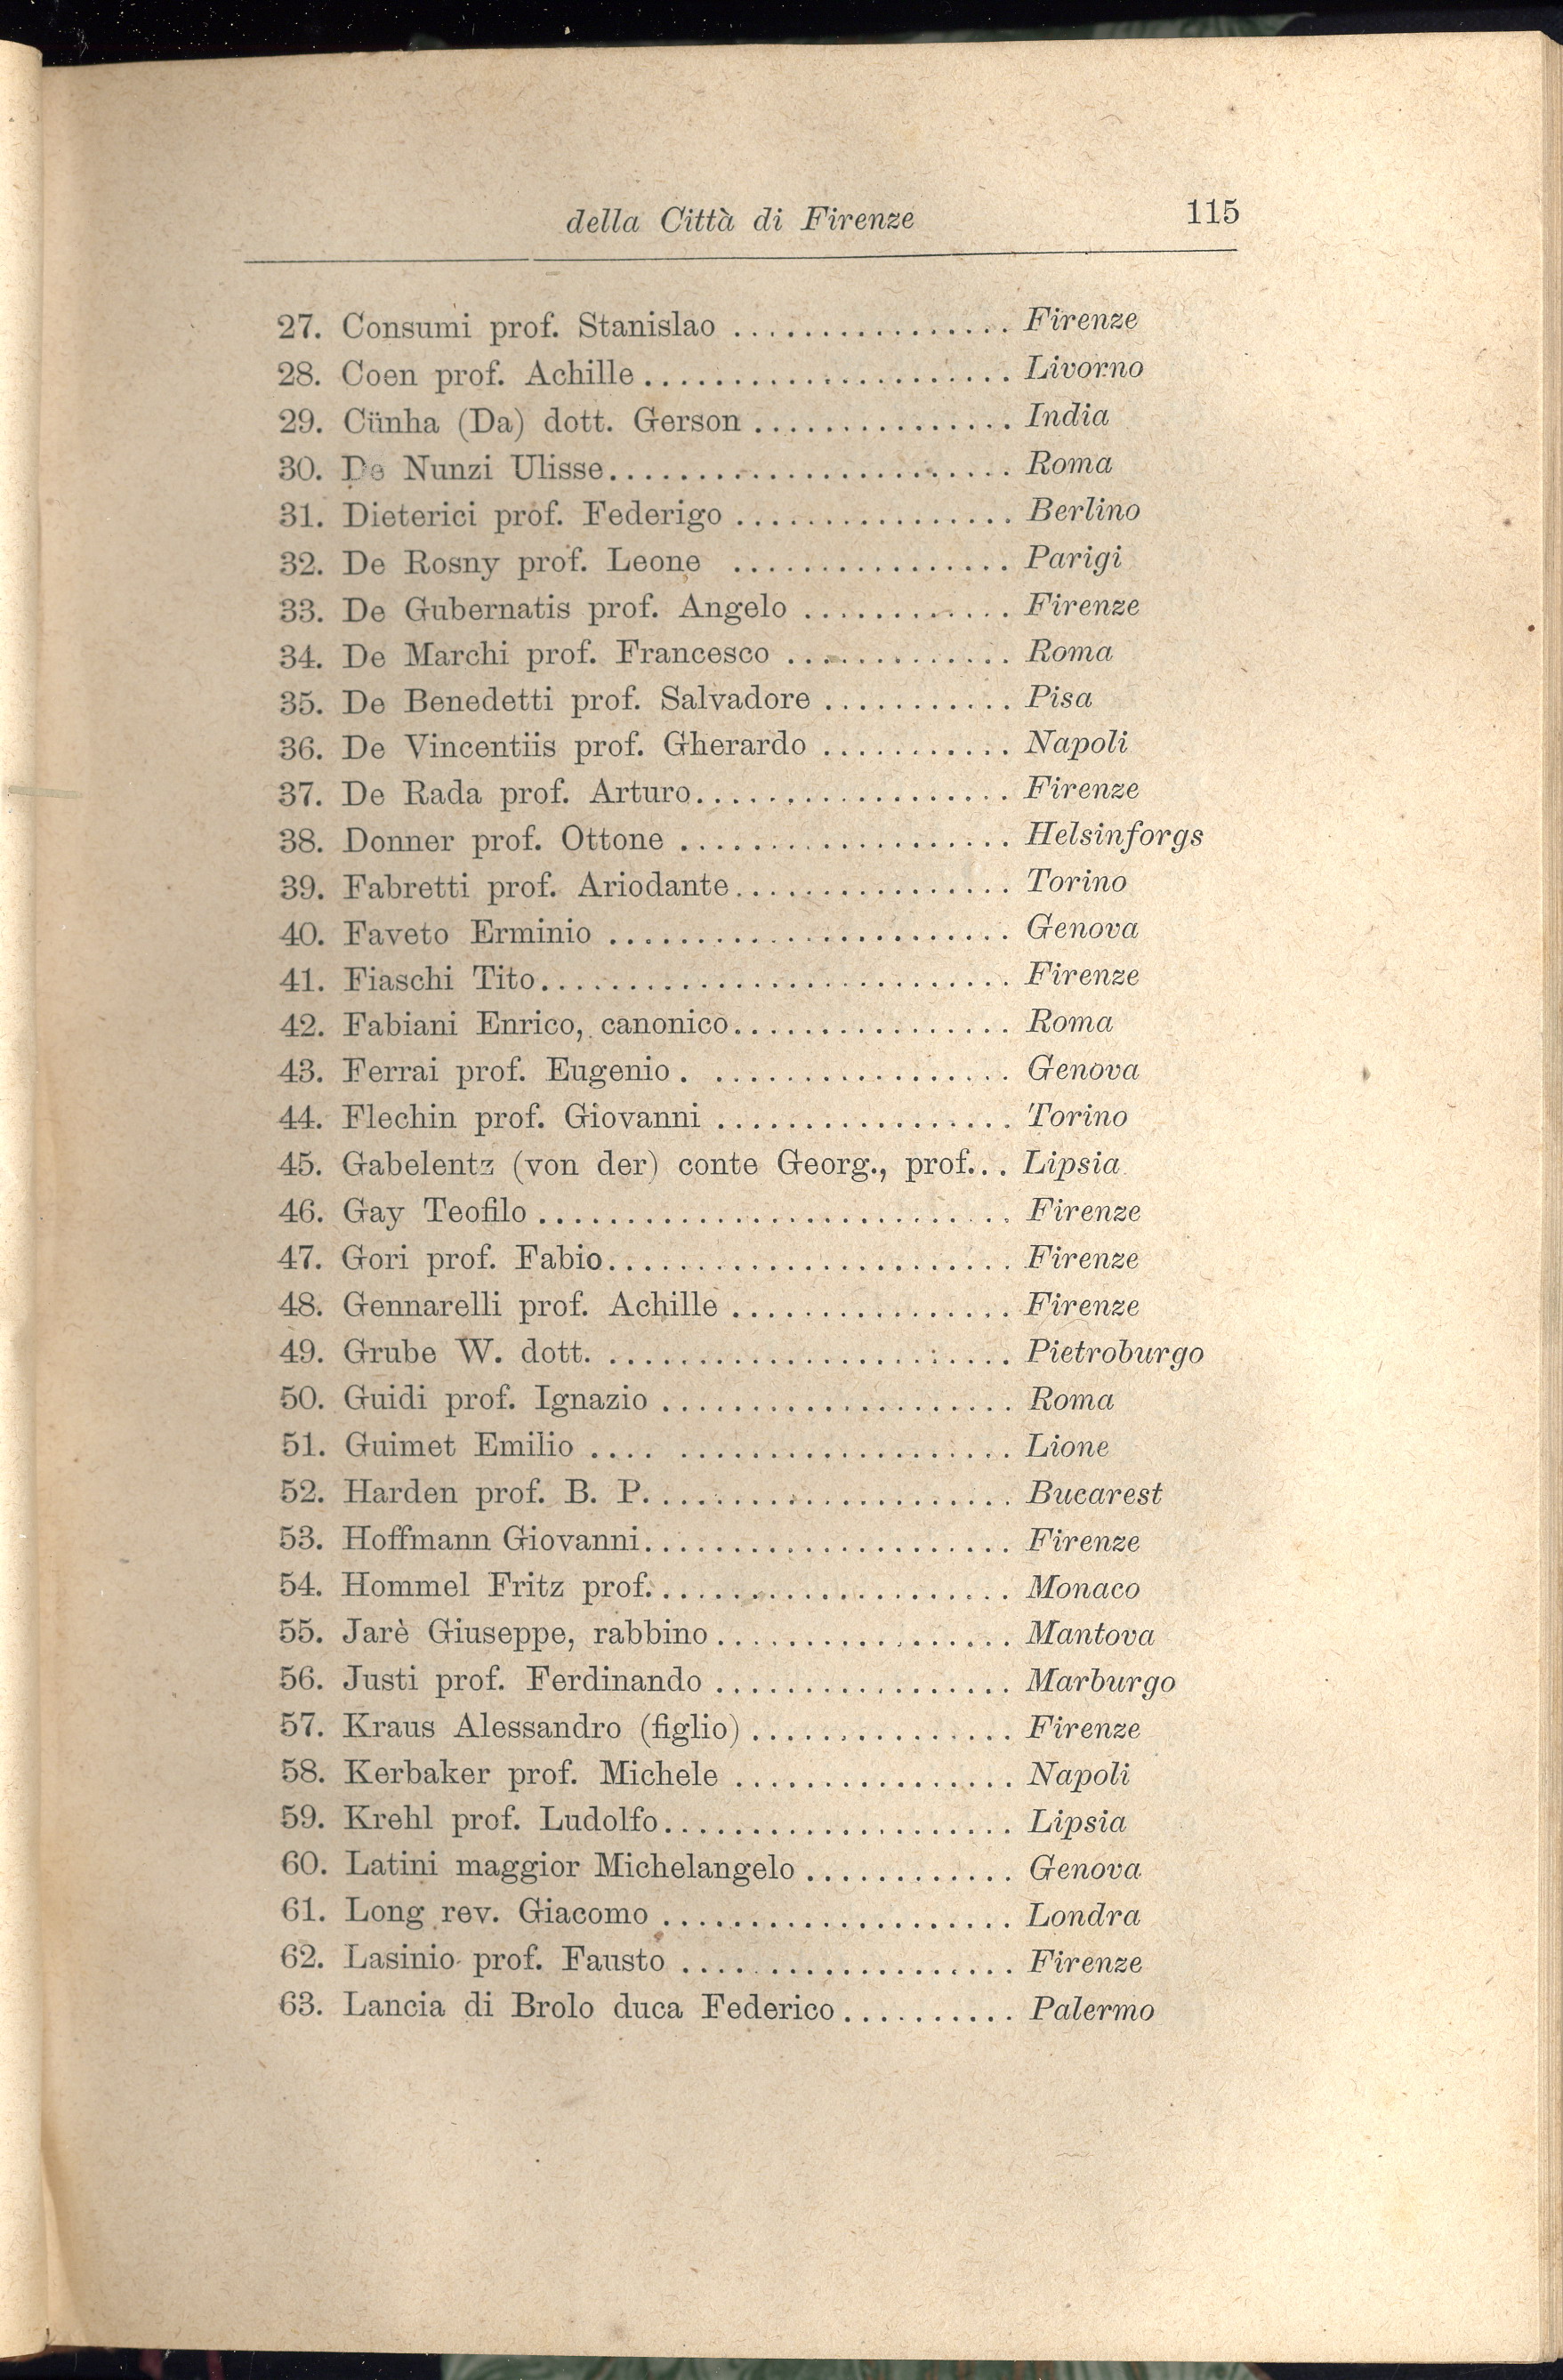 della Città di Firenze 115
27. Consumi prof. Stanislao ................ Firenze
28. Coen prof. Achille ..................... Livorno
29. Cünha (Da) dott. Gerson ............... India
30. De Nunzi Ulisse....................... Roma
31. Dieterici prof. Federigo ................ Berlino
32. De Rosny prof. Leone ................ Parigi
33. De Gubernatis prof. Angelo ............ Firenze
34. De Marchi prof. Francesco ............. Roma
35. De Benedetti prof. Salvadore ........... Pisa
36. De Vincentiis prof. Gherardo ........... Napoli
37. De Rada prof. Arturo.................. Firenze
38. Donner prof. Ottone ................... Helsinforgs
39. Fabretti prof. Ariodante................ Torino
40. Faveto Erminio ....................... Genova
41. Fiaschi Tito........................... Firenze
42. Fabiani Enrico, canonico................ Roma
43. Ferrai prof. Eugenio . ................. Genova
44. Flechin prof. Giovanni ................. Torino
45. Gabelentz (von der) conte Georg., prof... Lipsia
46. Gay Teofilo ........................... Firenze
47. Gori prof. Fabio....................... Firenze
48. Gennarelli prof. Achille ................ Firenze
49. Grube W. dott. ....................... Pietroburgo
50. Guidi prof. Ignazio .................... Roma
51. Guimet Emilio .... ................... Lione
52. Harden prof. B. P. .................... Bucarest
53. Hoffmann Giovanni..................... Firenze
54. Hommel Fritz prof..................... Monaco
55. Jarè Giuseppe, rabbino ................. Mantova
56. Justi prof. Ferdinando ................. Marburgo
57. Kraus Alessandro (figlio) ............... Firenze
58. Kerbaker prof. Michele ................ Napoli
59. Krehl prof. Ludolfo.................... Lipsia
60. Latini maggior Michelangelo ............ Genova
61. Long rev. Giacomo .................... Londra
62. Lasinio prof. Fausto ................... Firenze
63. Lancia di Brolo duca Federico.......... Palermo